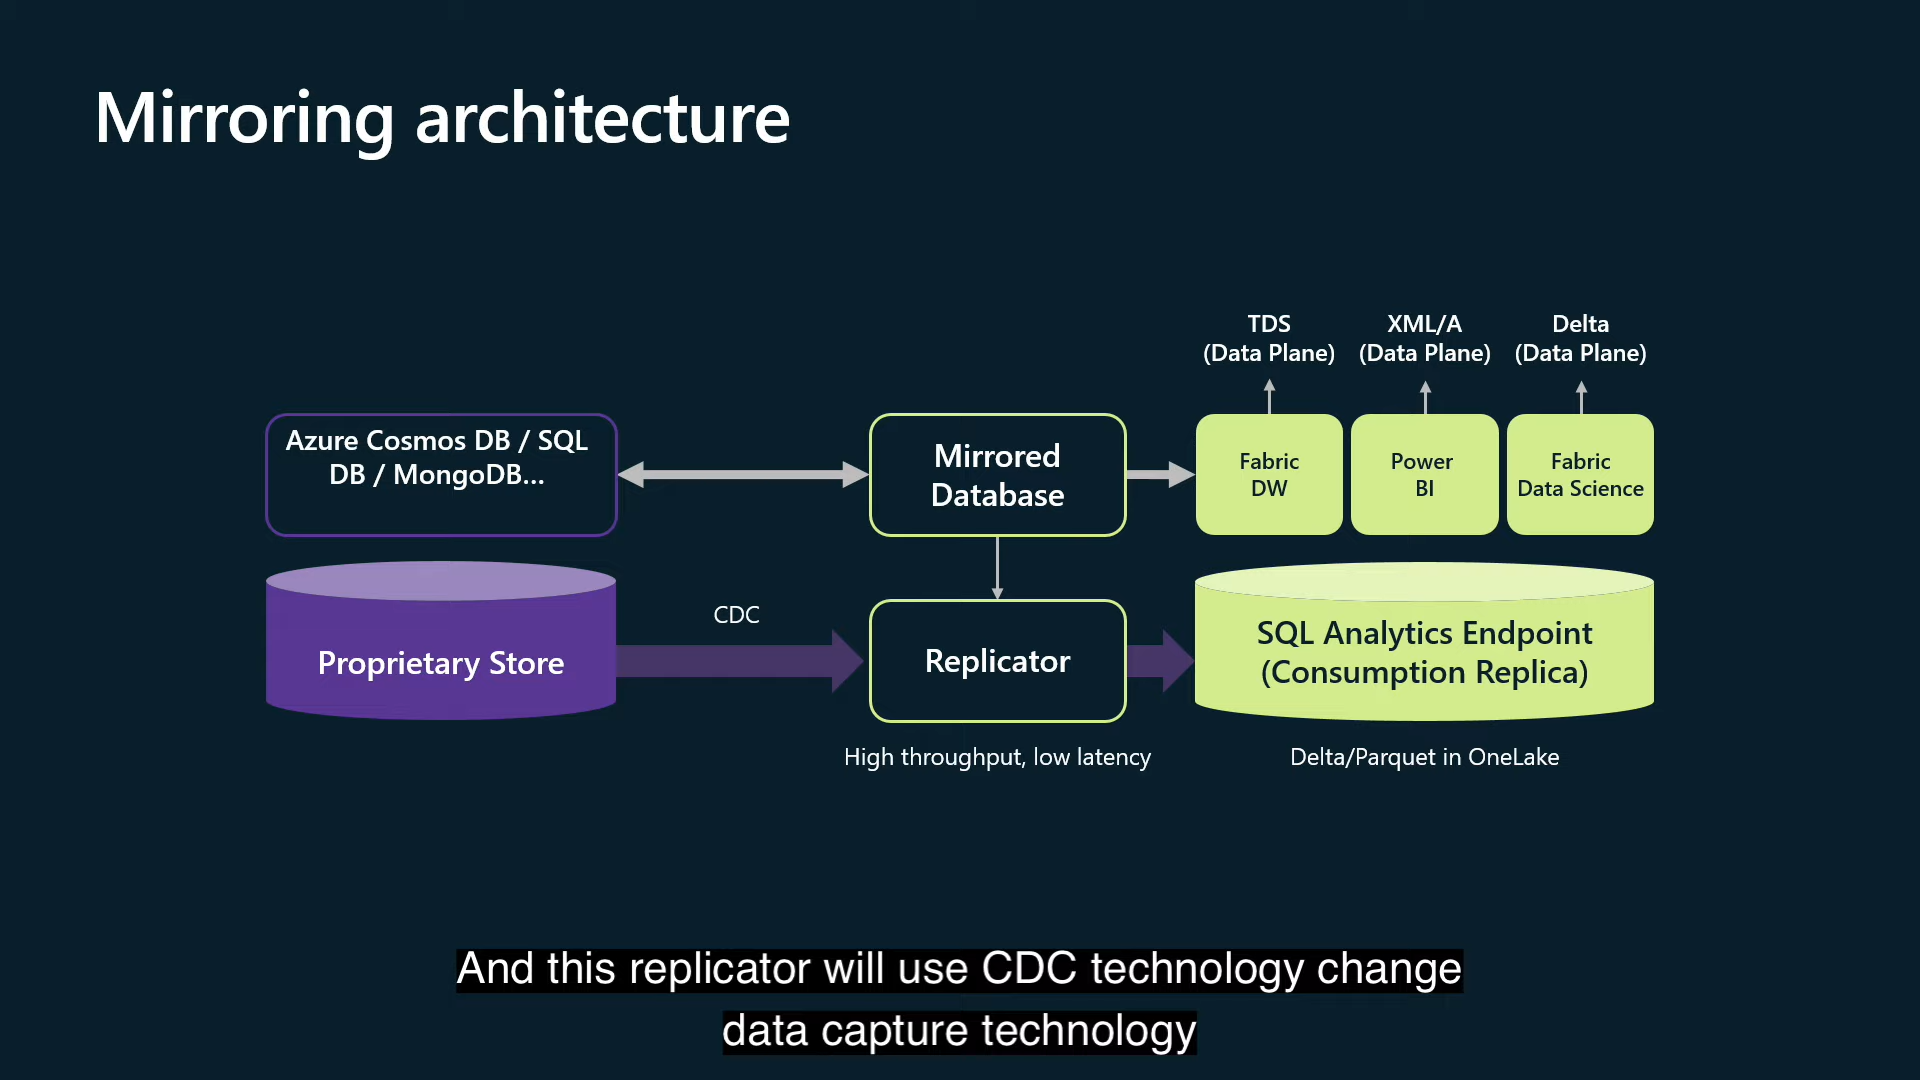 Mirroring architecture
TDS
(Data Plane)
XML/A
(Data Plane)
Delta
(Data Plane)
Azure Cosmos DB / SQL
DB / MongoDB...
Mirrored
Database
Fabric
DW
Power
BI
Fabric
Data Science
Proprietary Store
CDC
Replicator
SQL Analytics Endpoint
(Consumption Replica)
High throughput, low latency
Delta/Parquet in OneLake
And this replicator will use CDC technology change
data capture technology